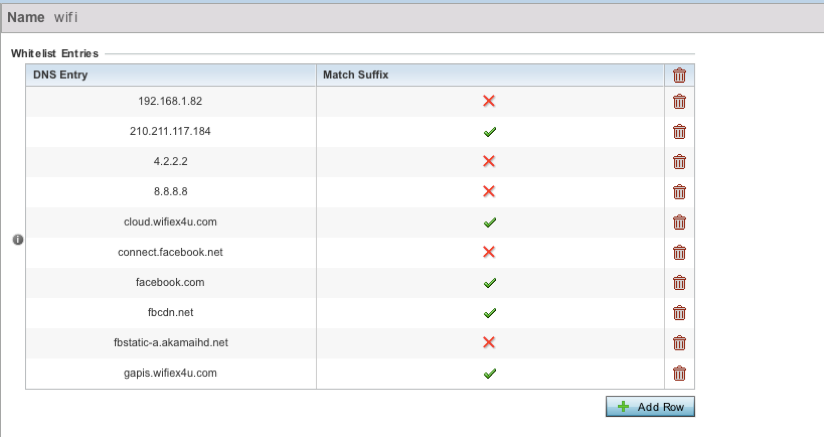 Name wifi
Whitelist Entries
DNS Entry Match Suffix
192.168.1.82
210.211.117.184
4.2.2.2
8.8.8.8
cloud.wifiex4u.com
connect.facebook.net
facebook.com
fbcdn.net
fbstatic-a.akamaihd.net
gapis.wifiex4u.com
Add Row